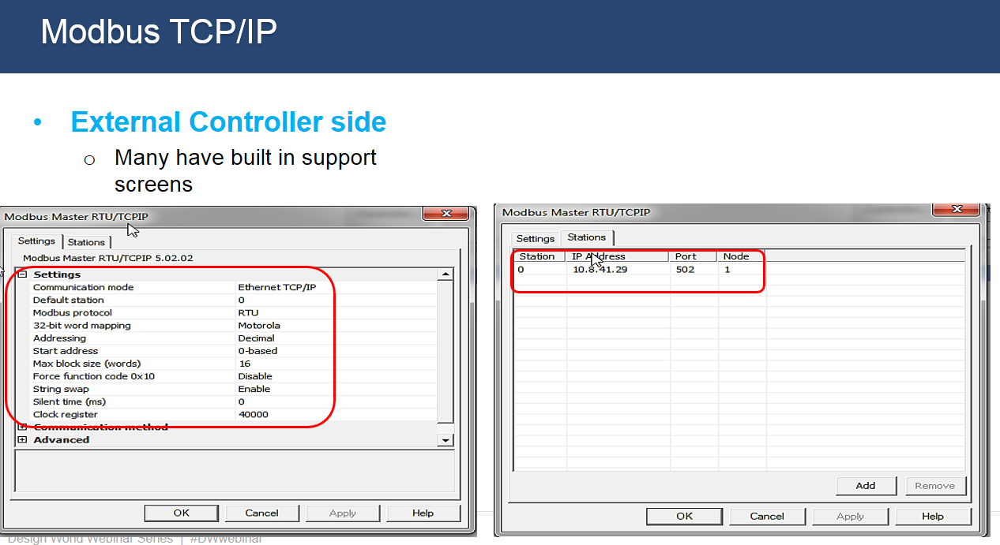 Modbus TCP/IP
• External Controller side
o Many have built in support
screens
Modbus Master RTU/TCPIP
Settings Stations
Modbus Master RTU/TCPIP 5.02.02
Settings
Communication mode Ethernet TCP/IP
Default station 0
Modbus protocol RTU
32-bit word mapping Motorola
Addressing Decimal
Start address 0-based
Max block size (words) 16
Force function code 0x10 Disable
String swap Enable
Silent time (ms) 0
Clock register 40000
Communication method
Advanced
OK Cancel Apply Help
Modbus Master RTU/TCPIP
Settings Stations
Station IP Address Port Node
0 10.8.41.29 502 1
Add Remove
OK Cancel Apply Help
Design World Webinar Series | #DWwebinar